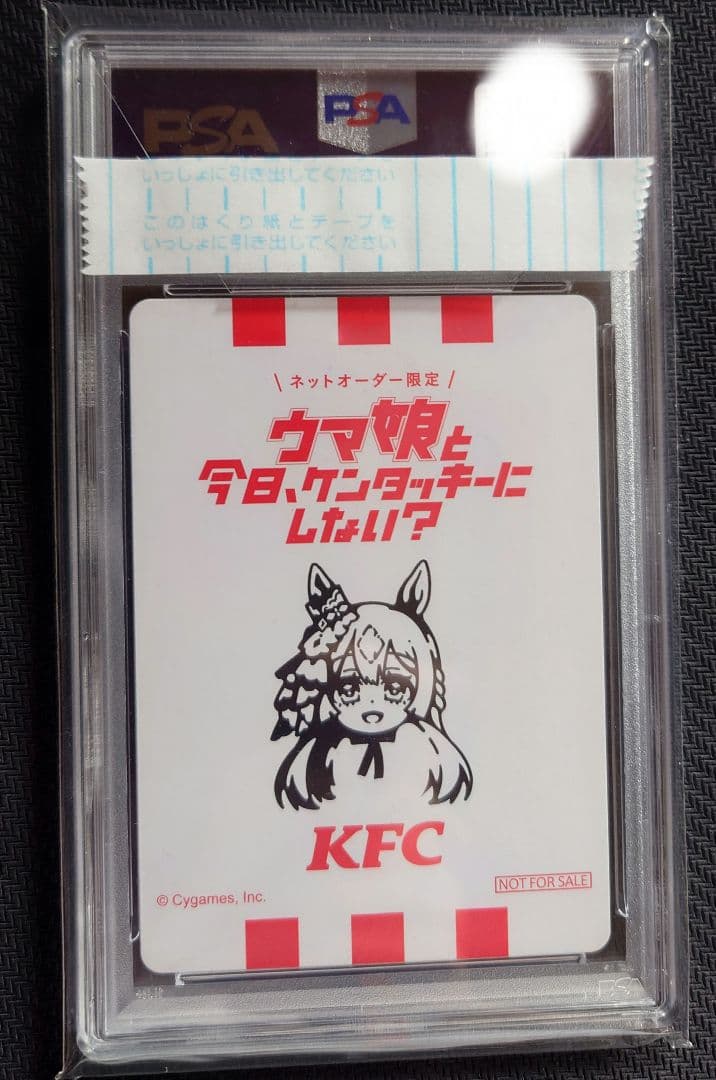 PSA
PSA
いっしょに引き出してください
このはくり紙とテープを
いっしょに引き出してください
\ ネットオーダー限定 /
ウマ娘と
今日、ケンタッキーに
しない?
KFC
NOT FOR SALE
© Cygames, Inc.